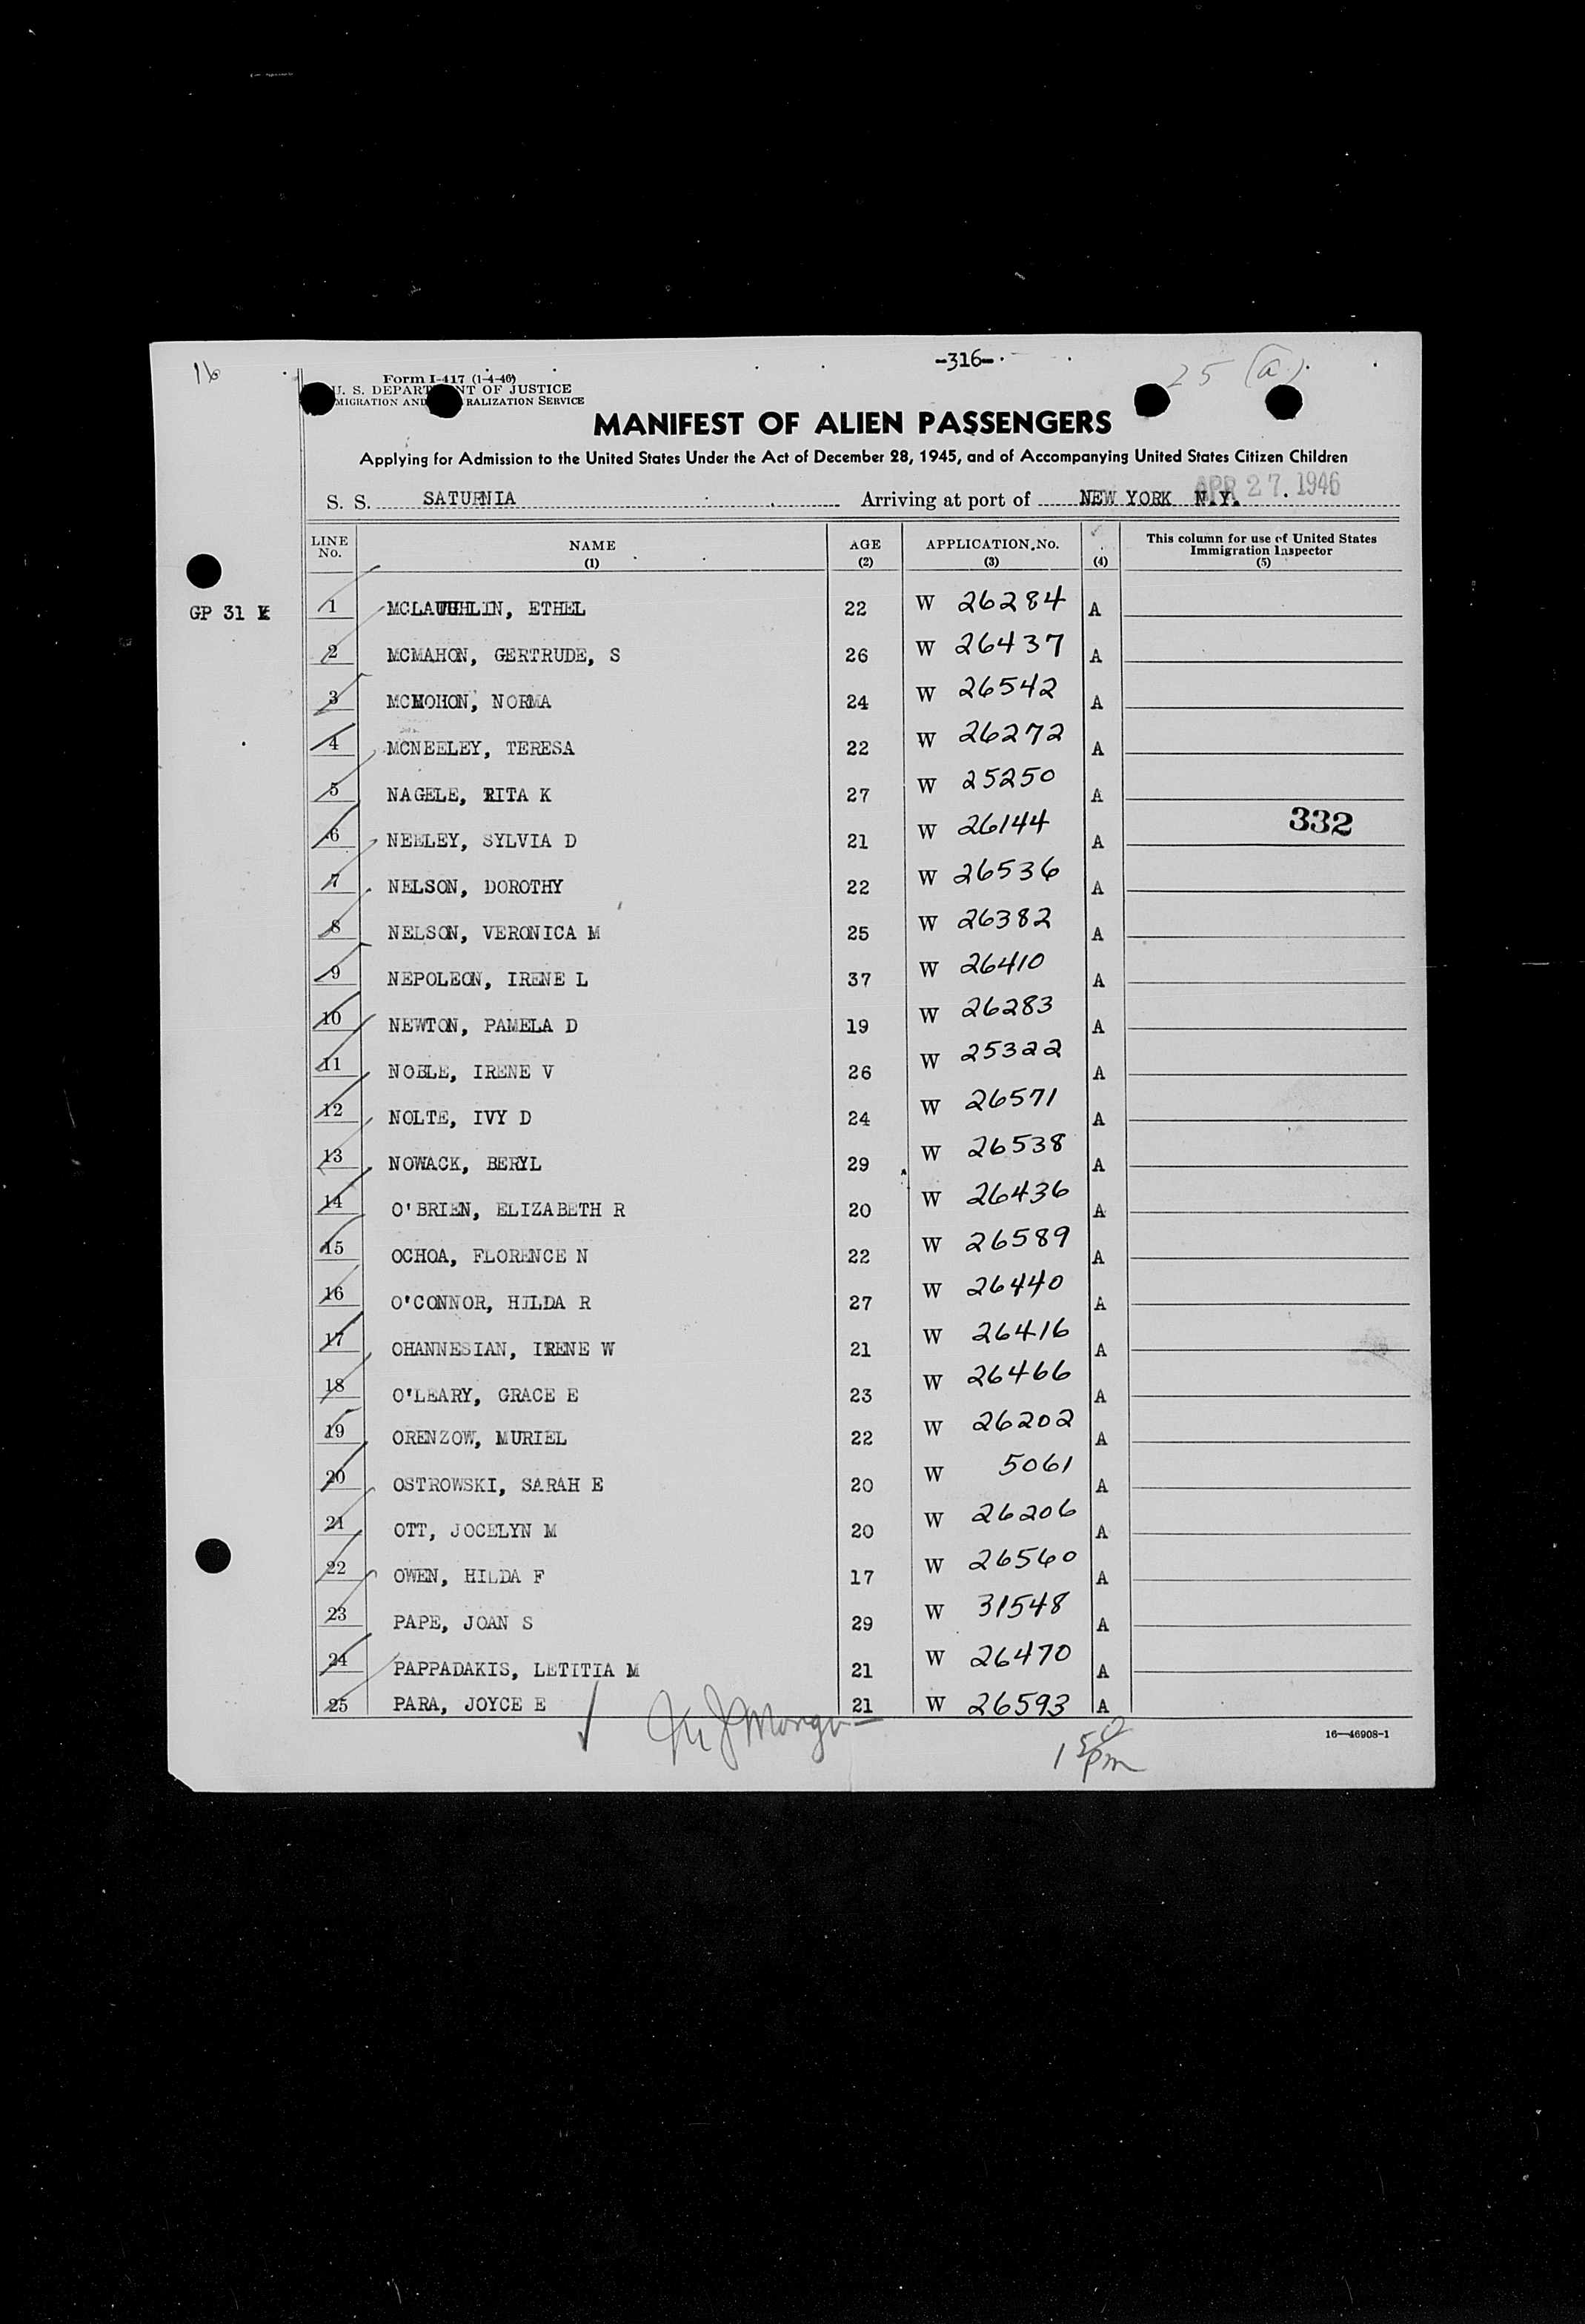 16
-316-
25 (a)
Form I-417 (1-4-46)
U. S. DEPARTMENT OF JUSTICE
IMMIGRATION AND NATURALIZATION SERVICE
MANIFEST OF ALIEN PASSENGERS
Applying for Admission to the United States Under the Act of December 28, 1945, and of Accompanying United States Citizen Children
APR 27. 1946
S. S. SATURNIA Arriving at port of NEW YORK N.Y.
LINE No. NAME (1) AGE (2) APPLICATION No. (3) (4) This column for use of United States Immigration Inspector (5)
GP 31 K
1 MCLAUGHLIN, ETHEL 22 W 26284 A
2 MCMAHON, GERTRUDE, S 26 W 26437 A
3 MCMOHON, NORMA 24 W 26542 A
4 MCNEELEY, TERESA 22 W 26272 A
5 NAGELE, RITA K 27 W 25250 A
332
6 NEELEY, SYLVIA D 21 W 26144 A
7 NELSON, DOROTHY 22 W 26536 A
8 NELSON, VERONICA M 25 W 26382 A
9 NEPOLEON, IRENE L 37 W 26410 A
10 NEWTON, PAMELA D 19 W 26283 A
11 NOBLE, IRENE V 26 W 25322 A
12 NOLTE, IVY D 24 W 26571 A
13 NOWACK, BERYL 29 W 26538 A
14 O'BRIEN, ELIZABETH R 20 W 26436 A
15 OCHOA, FLORENCE N 22 W 26589 A
16 O'CONNOR, HILDA R 27 W 26440 A
17 OHANNESIAN, IRENE W 21 W 26416 A
18 O'LEARY, GRACE E 23 W 26466 A
19 ORENZOW, MURIEL 22 W 26202 A
20 OSTROWSKI, SARAH E 20 W 5061 A
21 OTT, JOCELYN M 20 W 26206 A
22 OWEN, HILDA F 17 W 26560 A
23 PAPE, JOAN S 29 W 31548 A
24 PAPPADAKIS, LETITIA M 21 W 26470 A
25 PARA, JOYCE E 21 W 26593 A
1 50 pm
16—46908-1